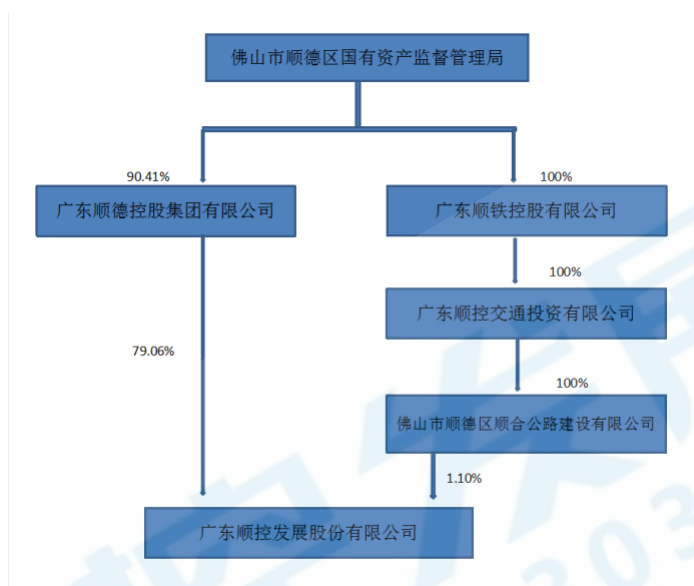 佛山市顺德区国有资产监督管理局
90.41%
100%
广东顺德控股集团有限公司
广东顺铁控股有限公司
100%
广东顺控交通投资有限公司
79.06%
100%
佛山市顺德区顺合公路建设有限公司
1.10%
广东顺控发展股份有限公司